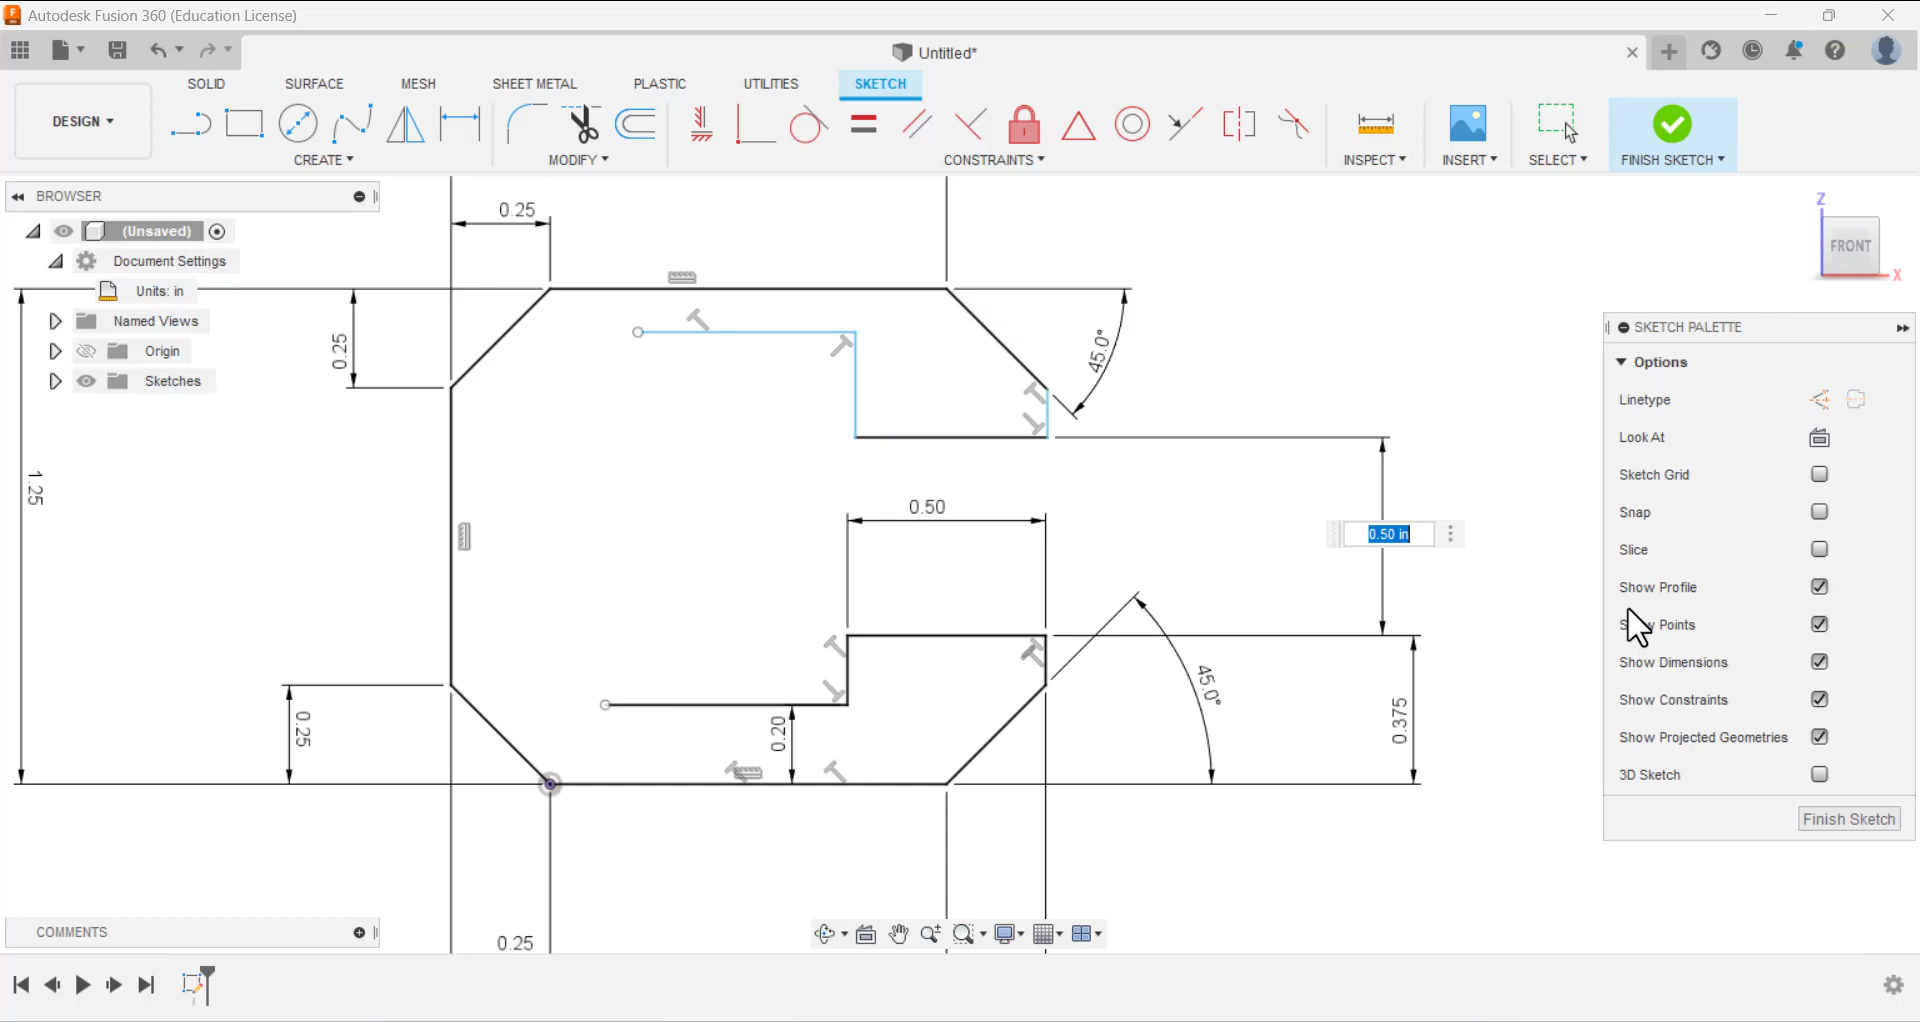 Autodesk Fusion 360 (Education License)
Untitled*
SOLID SURFACE MESH SHEET METAL PLASTIC UTILITIES SKETCH
DESIGN
CREATE MODIFY CONSTRAINTS INSPECT INSERT SELECT FINISH SKETCH
BROWSER
(Unsaved)
Document Settings
Units: in
Named Views
Origin
Sketches
0.25
0.25
45.0°
1.25
0.50
0.50 in
0.25
0.20
45.0°
0.375
0.25
Z
FRONT
X
SKETCH PALETTE
Options
Linetype
Look At
Sketch Grid
Snap
Slice
Show Profile
S Points
Show Dimensions
Show Constraints
Show Projected Geometries
3D Sketch
Finish Sketch
COMMENTS